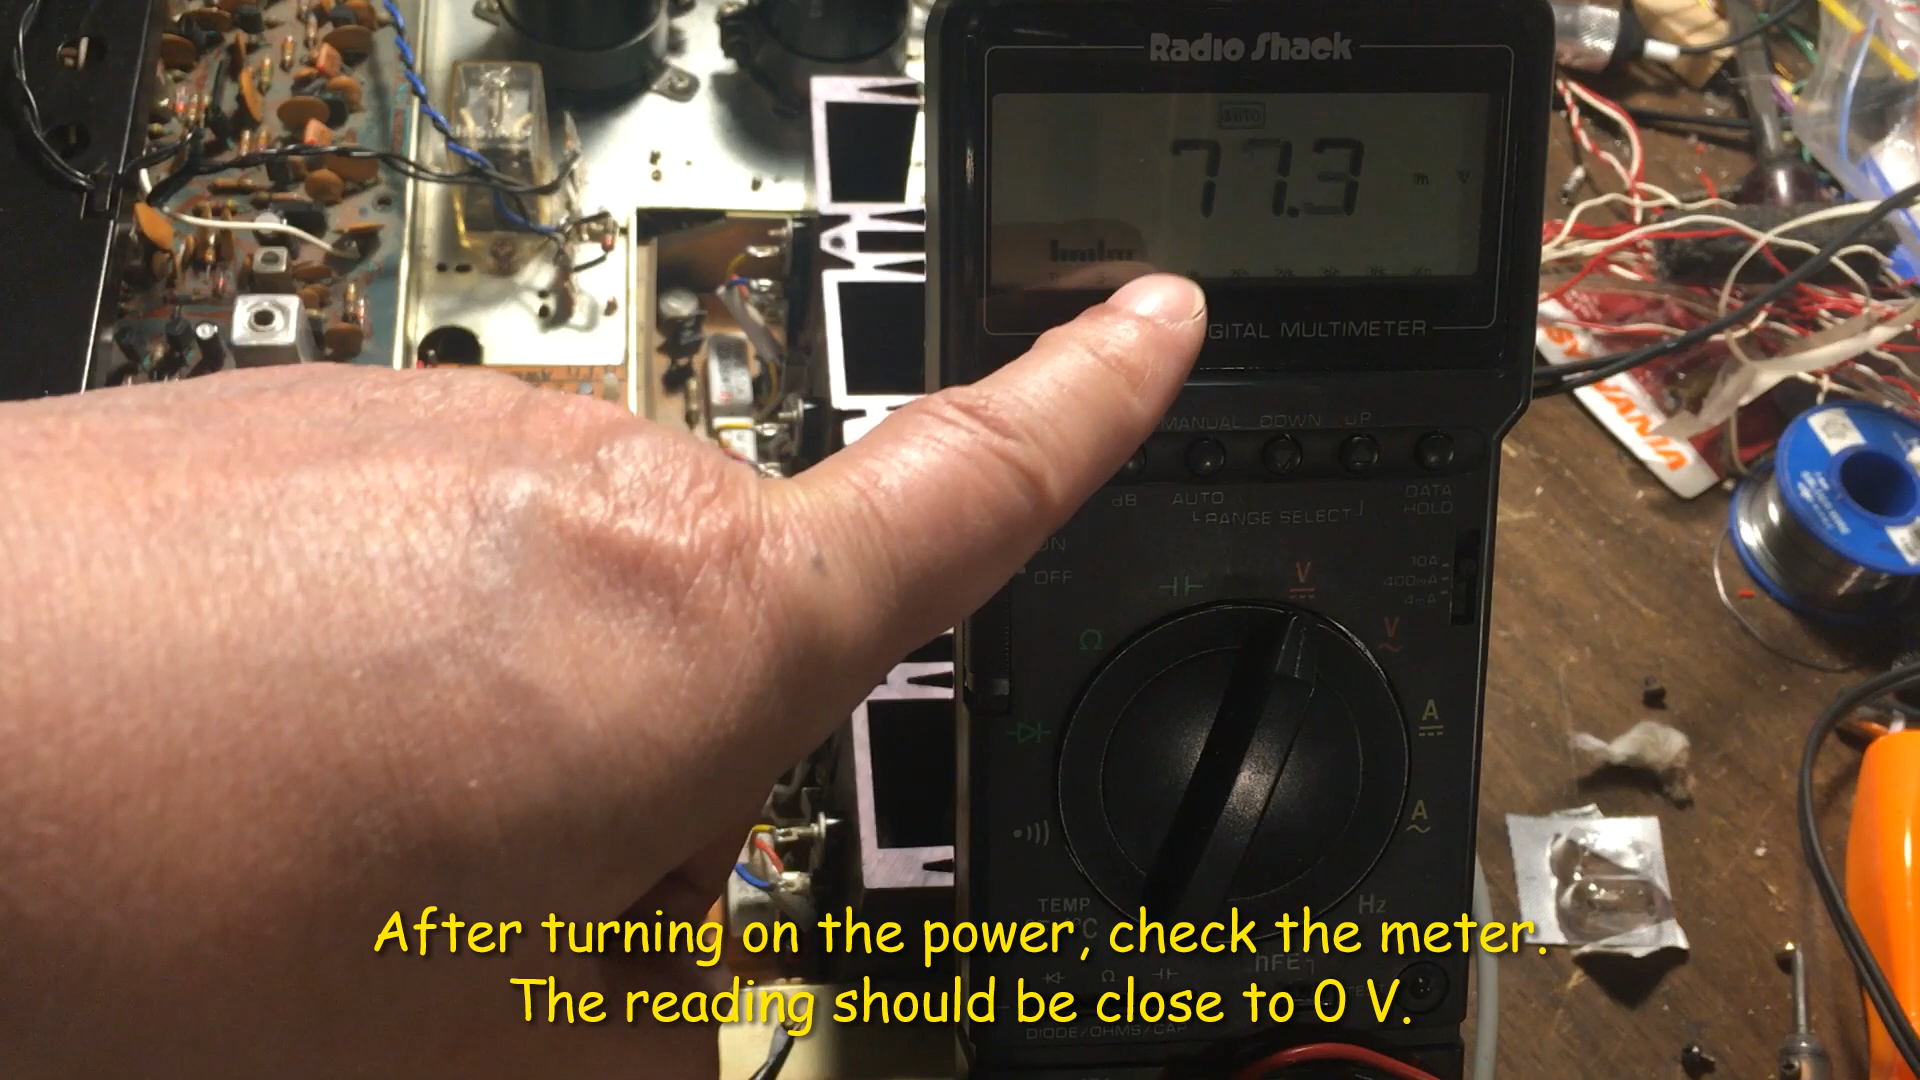 Radio Shack
Auto
77.3 m V
GITAL MULTIMETER
MANUAL DOWN UP
dB AUTO DATA
HOLD
RANGE SELECT
ON
OFF
10A
400mA
4mA
V
V
Ω
A
A
TEMP
°C
Hz
hFE
Ω
DIODE/OHMS/CAP
SYLVANIA
After turning on the power, check the meter.
The reading should be close to 0 V.